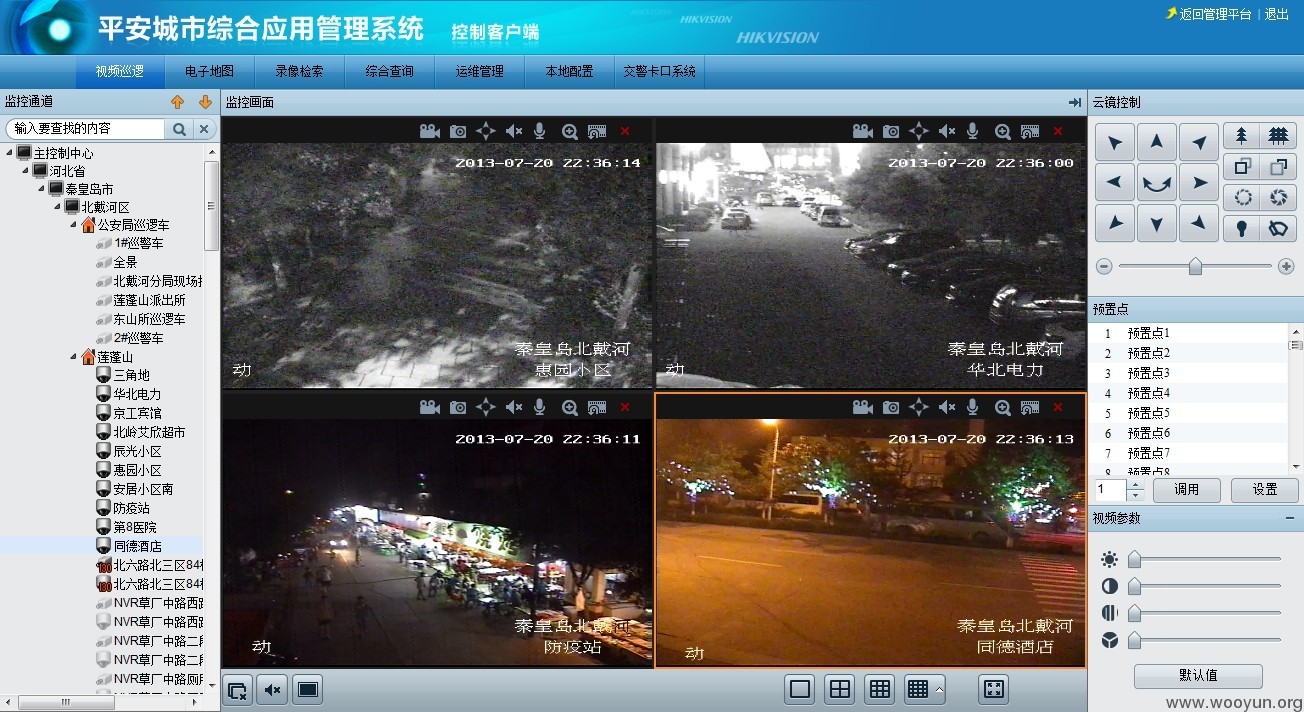 平安城市综合应用管理系统 控制客户端
HIKVISION
HIKVISION
返回管理平台 | 退出
视频巡逻 电子地图 录像检索 综合查询 运维管理 本地配置 交警卡口系统
监控通道
输入要查找的内容
主控制中心
河北省
秦皇岛市
北戴河区
公安局巡逻车
1#巡警车
全景
北戴河分局现场
莲蓬山派出所
东山所巡逻车
2#巡警车
莲蓬山
三角地
华北电力
京工宾馆
北岭艾欣超市
辰光小区
惠园小区
安居小区南
防疫站
第8医院
同德酒店
北六路北三区84
北六路北三区84
NVR草厂中路西
NVR草厂中路西
NVR草厂中路二
NVR草厂中路二
NVR草厂中路厕
监控画面
2013-07-20 22:36:14
秦皇岛北戴河
惠园小区
动
2013-07-20 22:36:00
秦皇岛北戴河
华北电力
动
2013-07-20 22:36:11
秦皇岛北戴河
防疫站
动
2013-07-20 22:36:13
秦皇岛北戴河
同德酒店
动
云镜控制
预置点
1 预置点1
2 预置点2
3 预置点3
4 预置点4
5 预置点5
6 预置点6
7 预置点7
8 预置点8
1 调用 设置
视频参数
默认值
www.wooyun.org